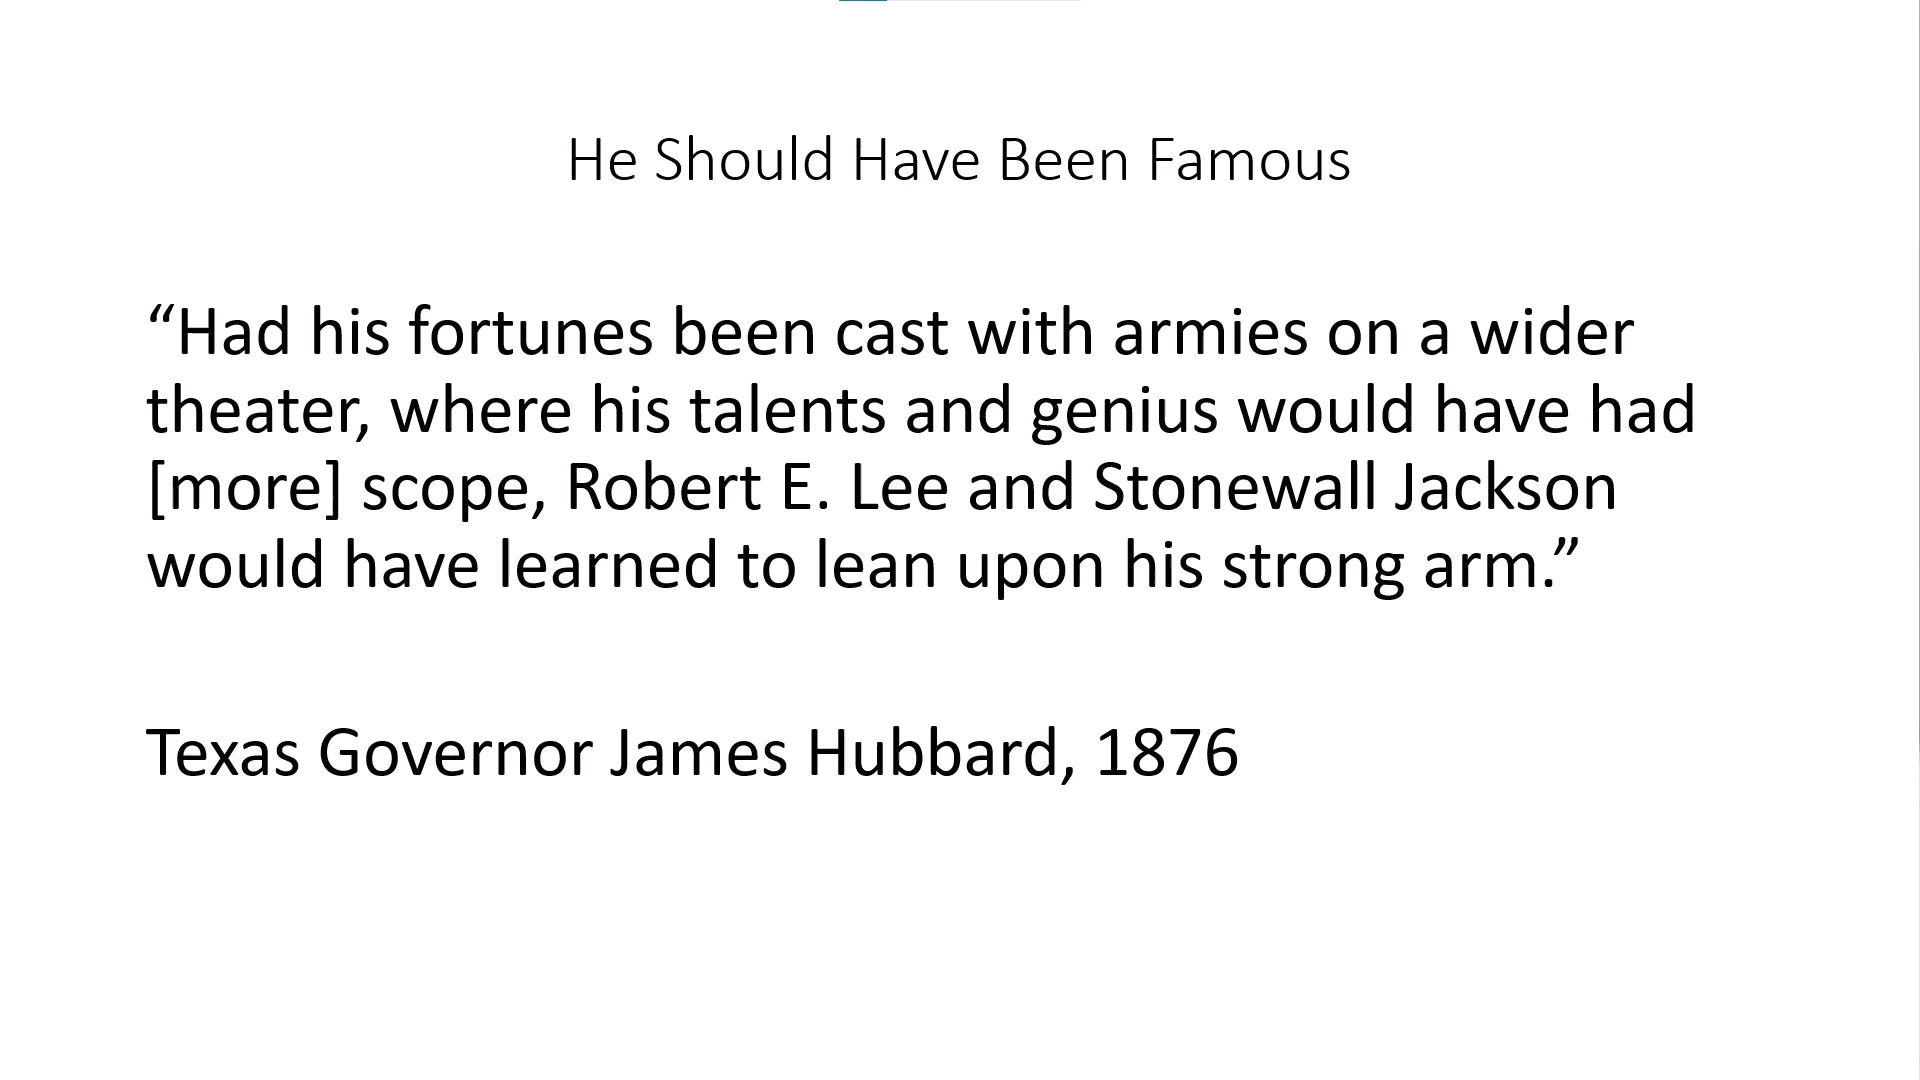 He Should Have Been Famous
“Had his fortunes been cast with armies on a wider
theater, where his talents and genius would have had
[more] scope, Robert E. Lee and Stonewall Jackson
would have learned to lean upon his strong arm.”
Texas Governor James Hubbard, 1876